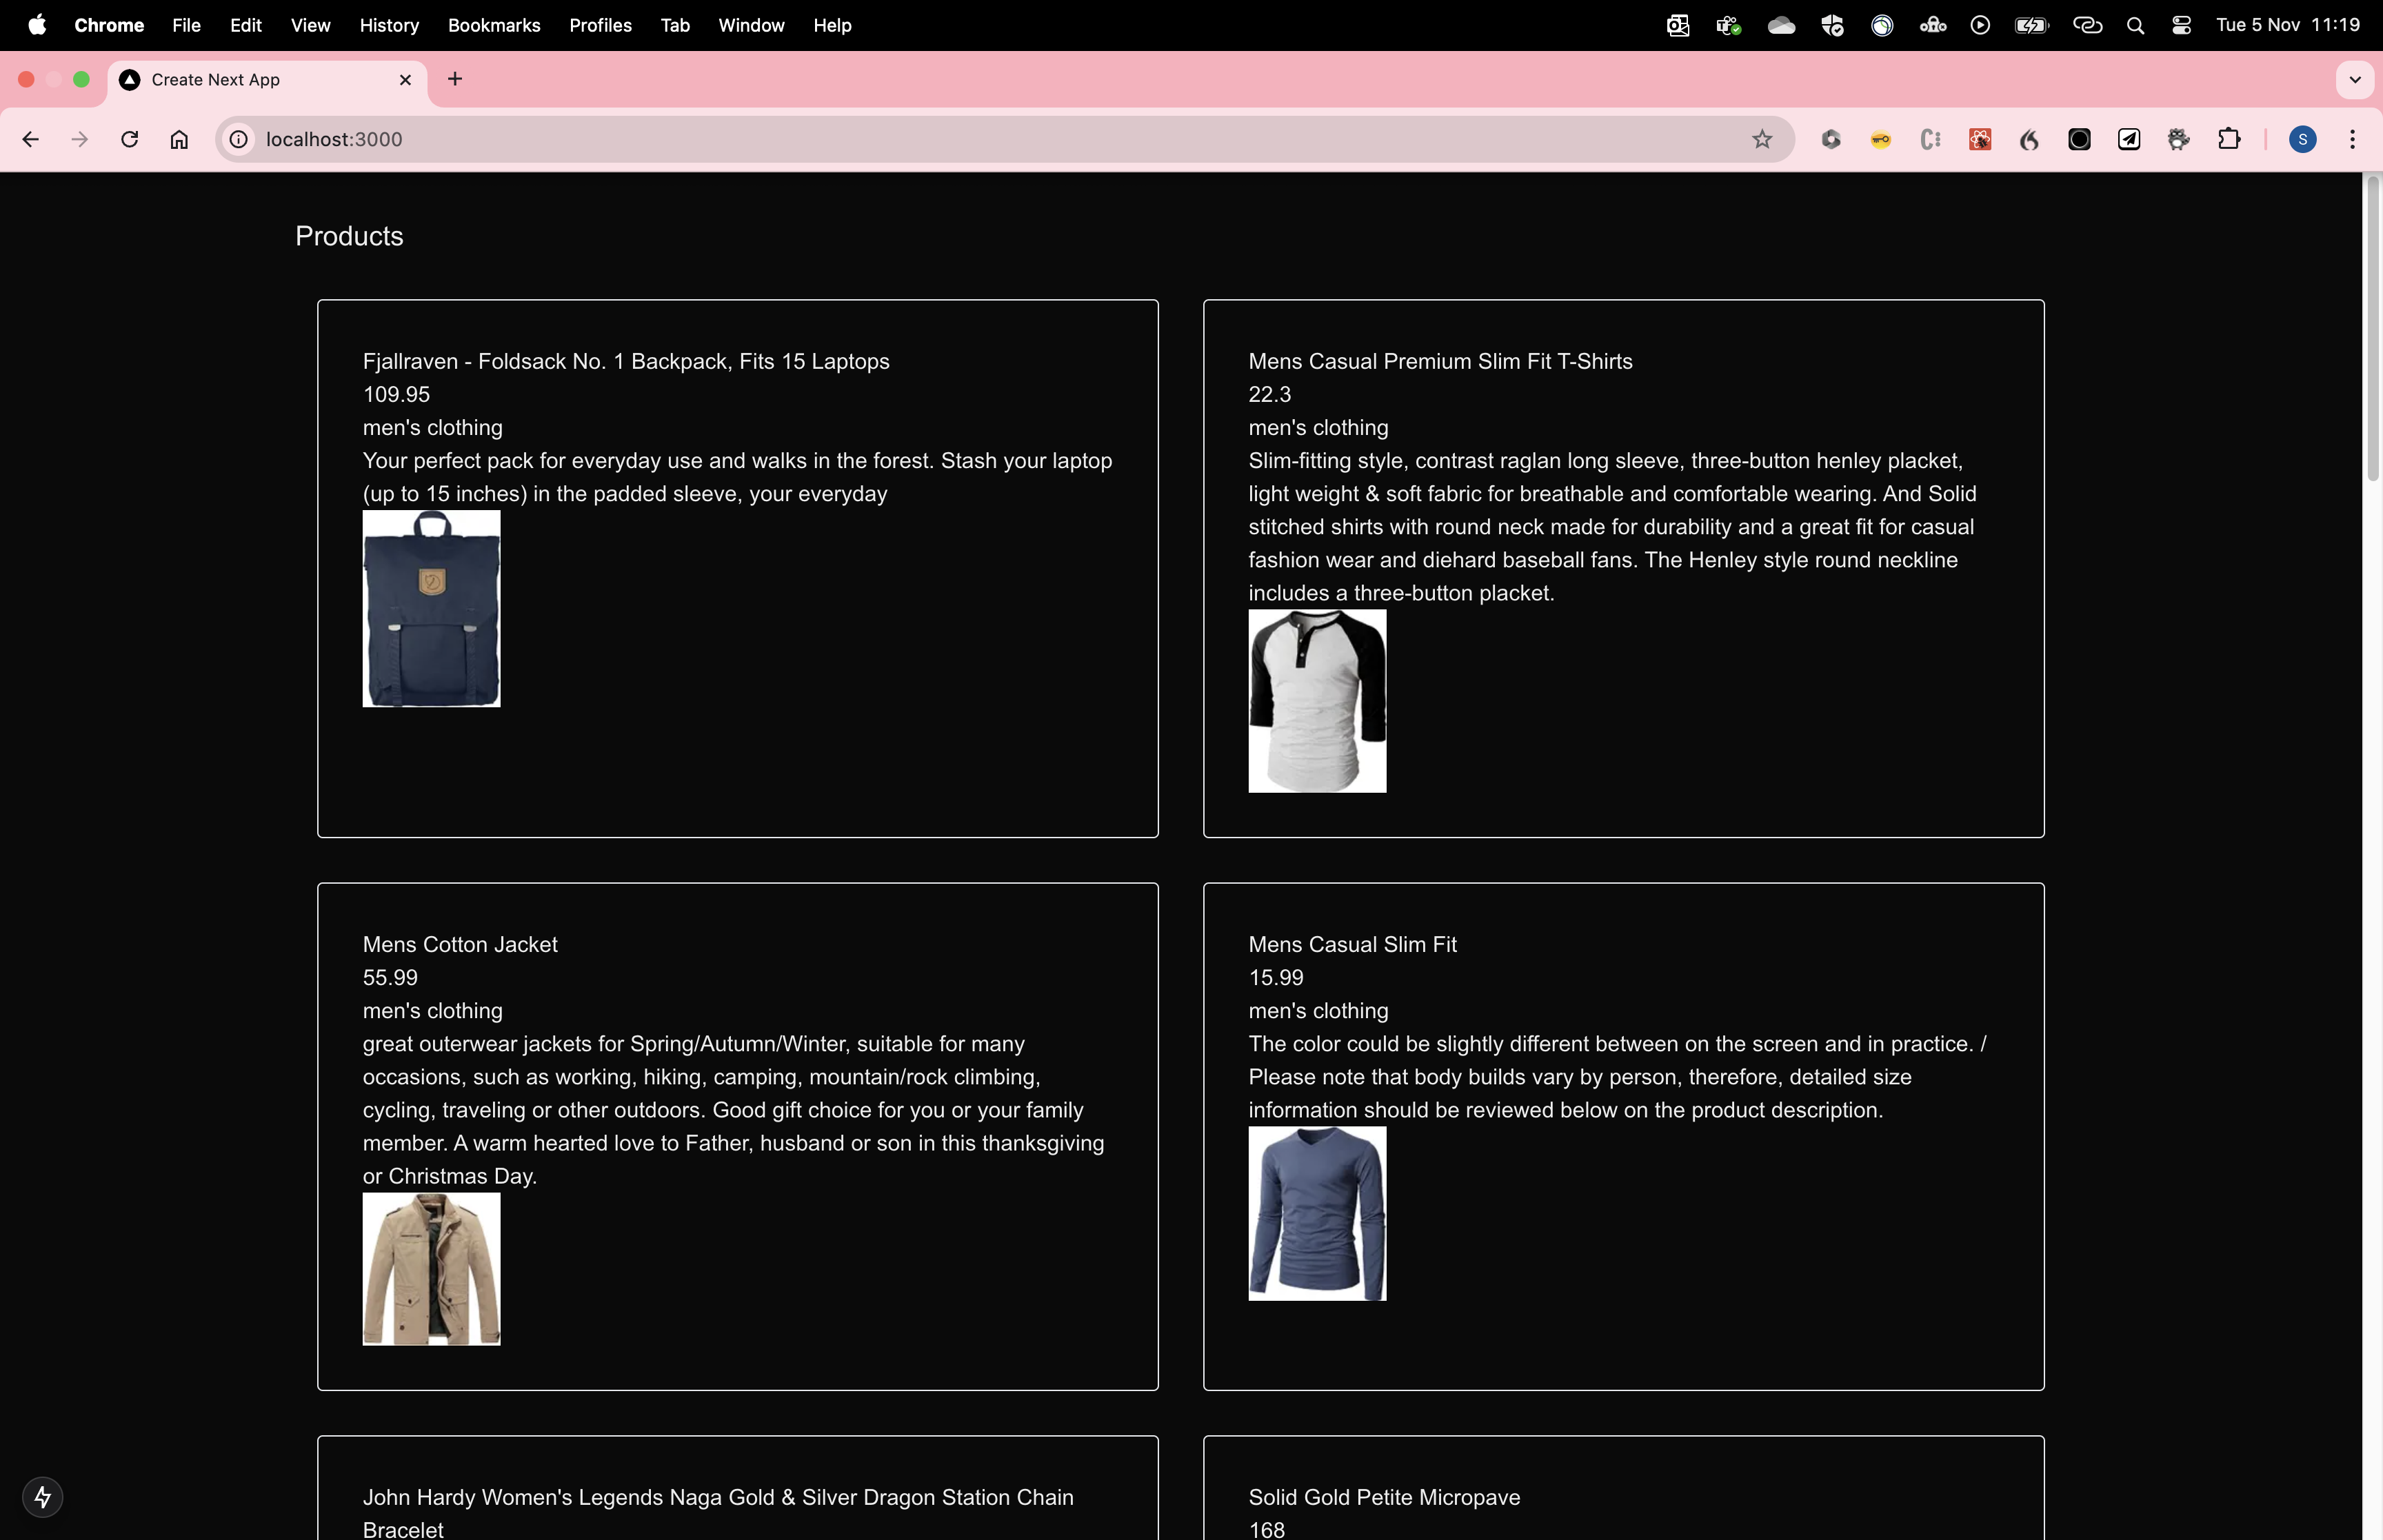 Chrome File Edit View History Bookmarks Profiles Tab Window Help Tue 5 Nov 11:19
Create Next App
localhost:3000
S
Products
Fjallraven - Foldsack No. 1 Backpack, Fits 15 Laptops
109.95
men's clothing
Your perfect pack for everyday use and walks in the forest. Stash your laptop
(up to 15 inches) in the padded sleeve, your everyday
Mens Casual Premium Slim Fit T-Shirts
22.3
men's clothing
Slim-fitting style, contrast raglan long sleeve, three-button henley placket,
light weight & soft fabric for breathable and comfortable wearing. And Solid
stitched shirts with round neck made for durability and a great fit for casual
fashion wear and diehard baseball fans. The Henley style round neckline
includes a three-button placket.
Mens Cotton Jacket
55.99
men's clothing
great outerwear jackets for Spring/Autumn/Winter, suitable for many
occasions, such as working, hiking, camping, mountain/rock climbing,
cycling, traveling or other outdoors. Good gift choice for you or your family
member. A warm hearted love to Father, husband or son in this thanksgiving
or Christmas Day.
Mens Casual Slim Fit
15.99
men's clothing
The color could be slightly different between on the screen and in practice. /
Please note that body builds vary by person, therefore, detailed size
information should be reviewed below on the product description.
John Hardy Women's Legends Naga Gold & Silver Dragon Station Chain
Bracelet
Solid Gold Petite Micropave
168